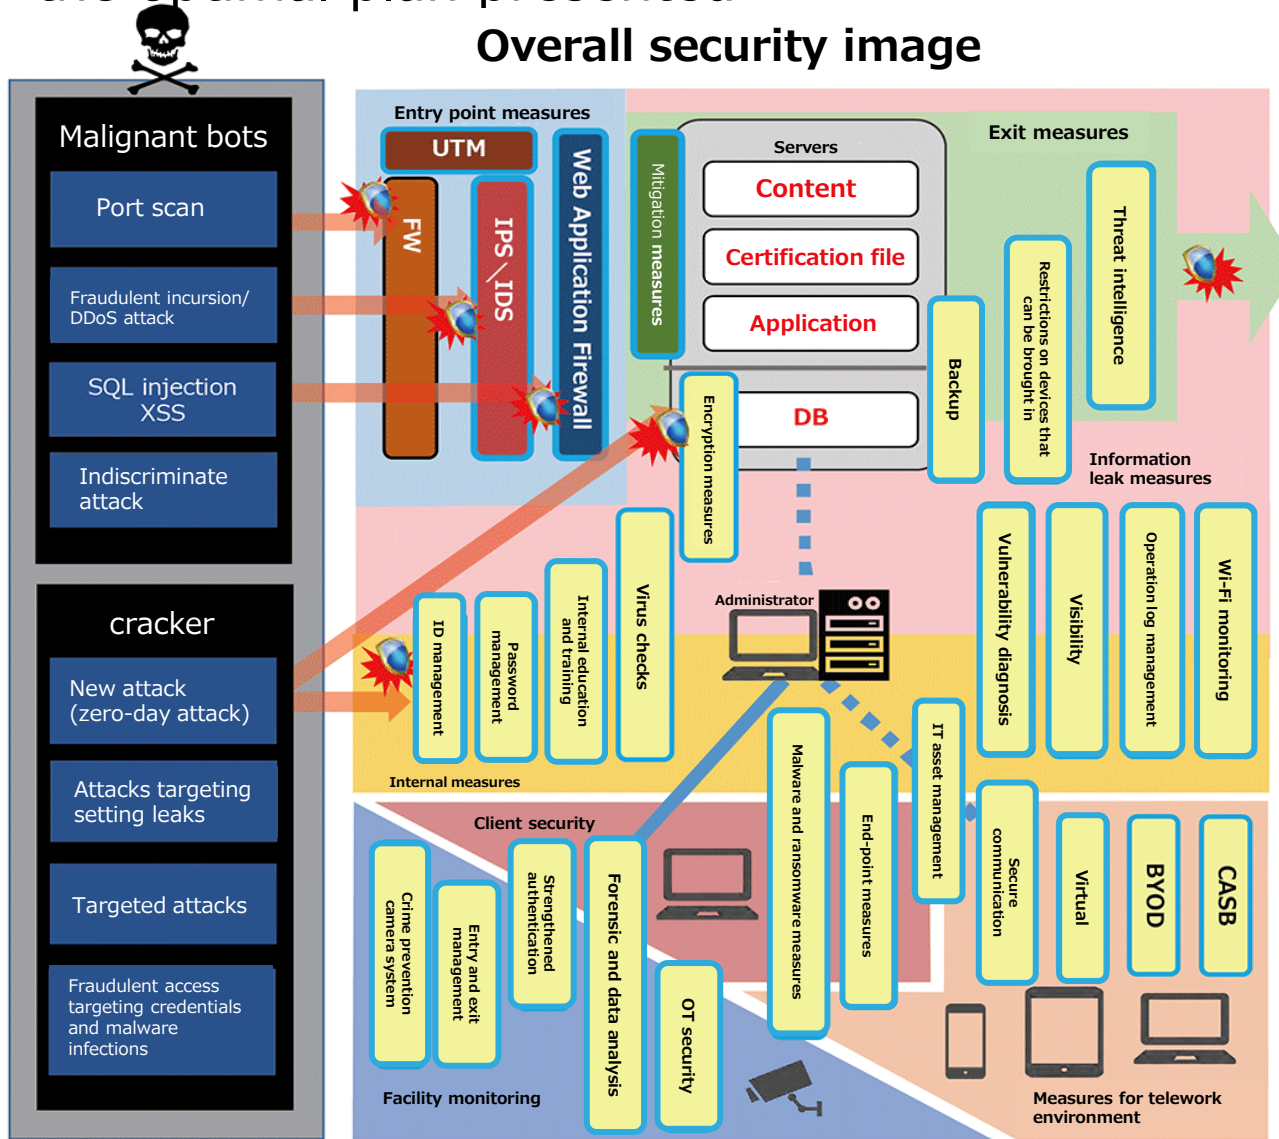 the optimal plan presented
Overall security image
Malignant bots
Port scan
Fraudulent incursion/
DDoS attack
SQL injection
XSS
Indiscriminate
attack
cracker
New attack
(zero-day attack)
Attacks targeting
setting leaks
Targeted attacks
Fraudulent access
targeting credentials
and malware
infections
Entry point measures
UTM
FW
IPS\IDS
Web Application Firewall
Mitigation measures
Servers
Content
Certification file
Application
DB
Encryption measures
Backup
Exit measures
Restrictions on devices that
can be brought in
Threat intelligence
Information
leak measures
Vulnerability diagnosis
Visibility
Operation log management
Wi-Fi monitoring
Administrator
ID management
Password
management
Internal education
and training
Virus checks
Internal measures
Client security
Malware and ransomware measures
End-point measures
IT asset management
Secure
communication
Virtual
BYOD
CASB
Crime prevention
camera system
Entry and exit
management
Strengthened
authentication
Forensic and data analysis
OT security
Facility monitoring
Measures for telework
environment